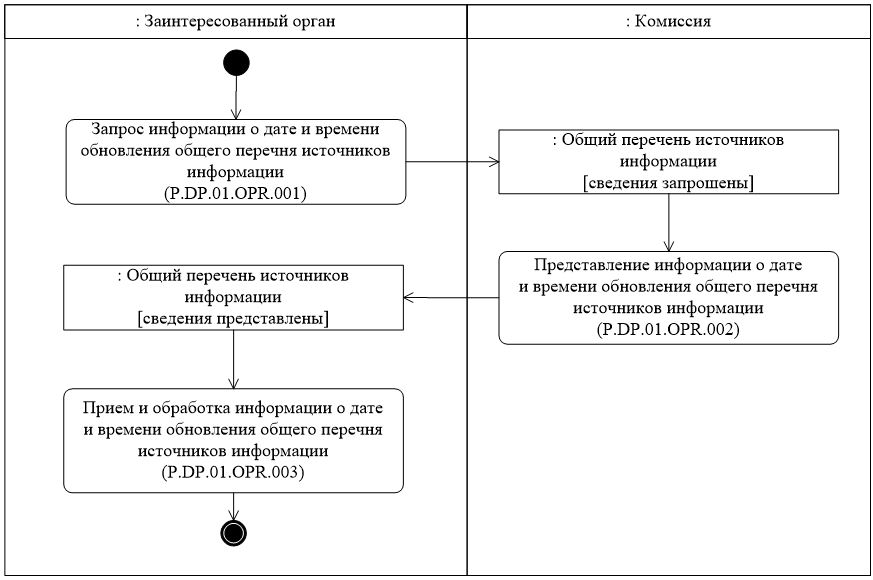 : Заинтересованный орган
: Комиссия
Запрос информации о дате и времени
обновления общего перечня источников
информации
(P.DP.01.OPR.001)
: Общий перечень источников
информации
[сведения запрошены]
Представление информации о дате
и времени обновления общего перечня
источников информации
(P.DP.01.OPR.002)
: Общий перечень источников
информации
[сведения представлены]
Прием и обработка информации о дате
и времени обновления общего перечня
источников информации
(P.DP.01.OPR.003)